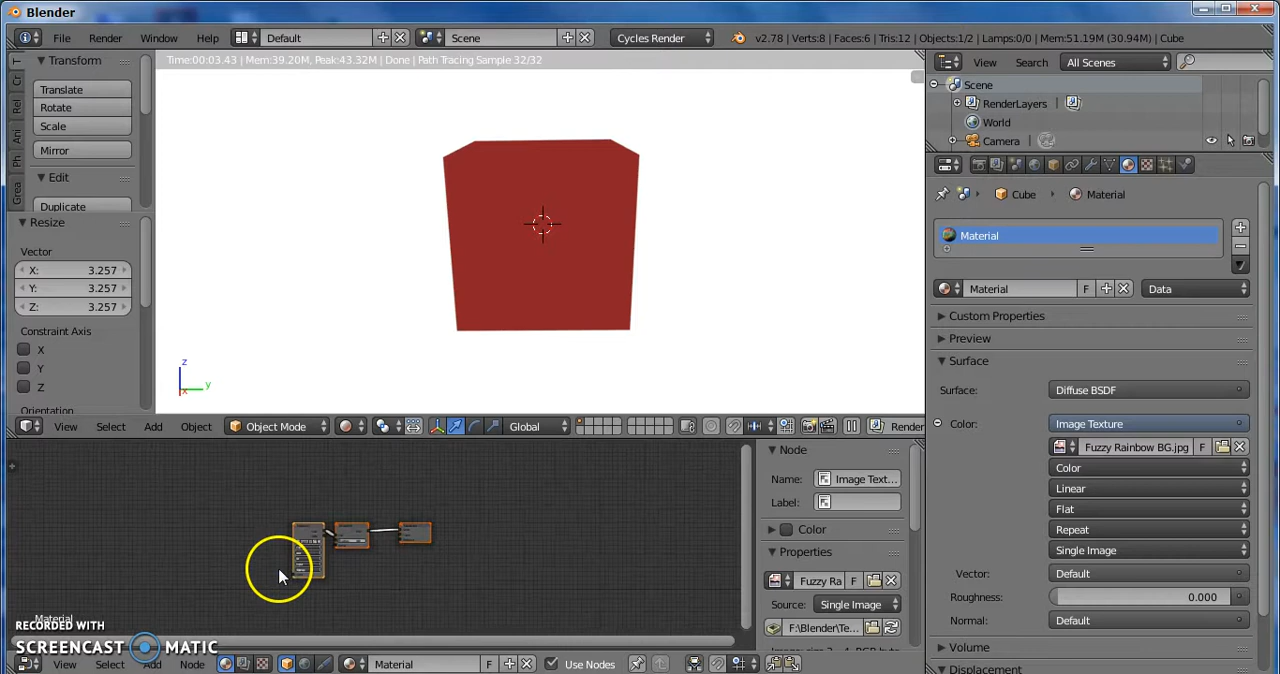 Blender
File Render Window Help Default Scene Cycles Render v2.78 | Verts:8 | Faces:6 | Tris:12 | Objects:1/2 | Lamps:0/0 | Mem:51.19M (30.94M) | Cube
Time:00:03.43 | Mem:39.20M, Peak:43.32M | Done | Path Tracing Sample 32/32
Transform
Translate
Rotate
Scale
Mirror
Edit
Duplicate
Resize
Vector
X: 3.257
Y: 3.257
Z: 3.257
Constraint Axis
X
Y
Z
Orientation
T
Cr
Rel
Ani
Ph
Grea
z
y
x
View Select Add Object Object Mode Global Render
Material
RECORDED WITH
SCREENCAST MATIC
View Select Add Node Material F Use Nodes
Node
Name: Image Text...
Label:
Color
Properties
Fuzzy Ra F
Source: Single Image
F:\Blender\Te...
View Search All Scenes
Scene
RenderLayers
World
Camera
Cube Material
Material
Material F Data
Custom Properties
Preview
Surface
Surface: Diffuse BSDF
Color: Image Texture
Fuzzy Rainbow BG.jpg F
Color
Linear
Flat
Repeat
Single Image
Vector: Default
Roughness: 0.000
Normal: Default
Volume
Displacement